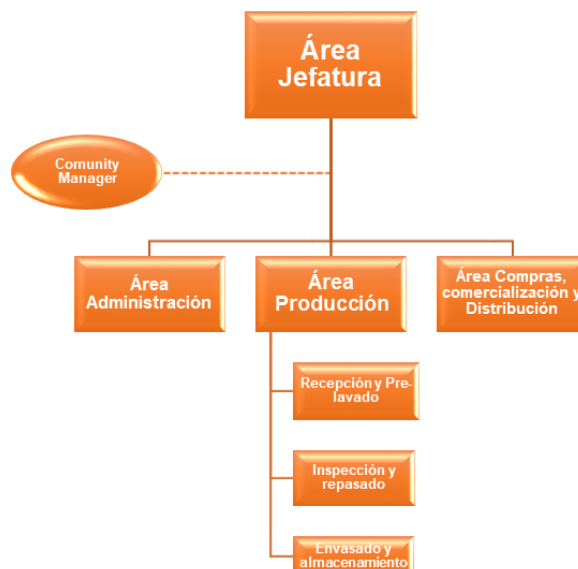 Área
Jefatura
Comunity
Manager
Área
Administración
Área
Producción
Área Compras,
comercialización y
Distribución
Recepción y Pre-
lavado
Inspección y
repasado
Envasado y
almacenamiento